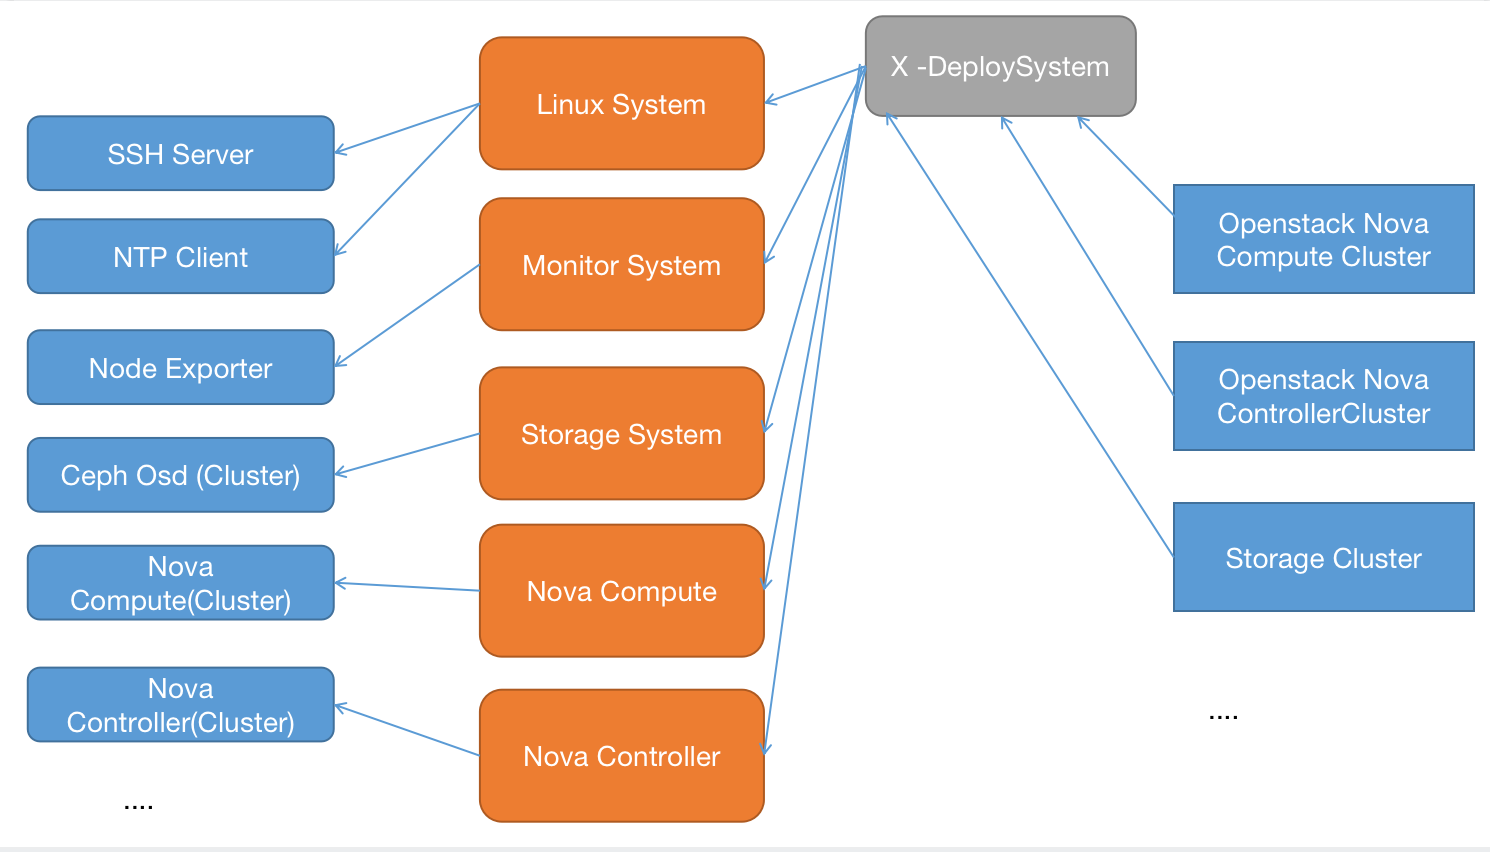 X -DeploySystem
Linux System
SSH Server
NTP Client
Monitor System
Node Exporter
Storage System
Ceph Osd (Cluster)
Nova Compute
Nova
Compute(Cluster)
Nova Controller
Nova
Controller(Cluster)
....
Openstack Nova
Compute Cluster
Openstack Nova
ControllerCluster
Storage Cluster
....